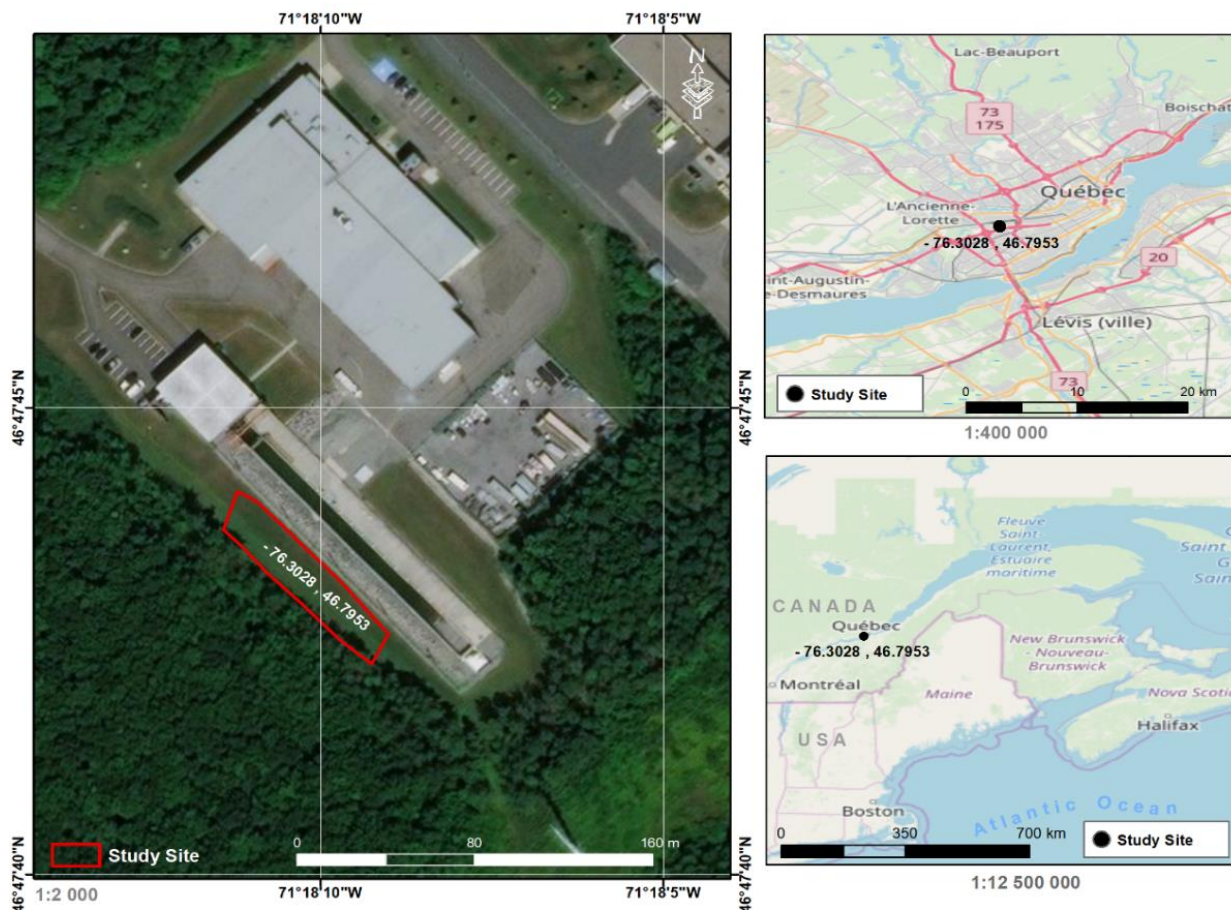 71°18'10"W
71°18'5"W
N
46°47'45"N
46°47'45"N
- 76.3028 , 46.7953
46°47'40"N
46°47'40"N
Study Site
0
80
160 m
1:2 000
71°18'10"W
71°18'5"W
Lac-Beauport
73
175
Boischat
Québec
L'Ancienne-
Lorette
- 76.3028 , 46.7953
int-Augustin-
e-Desmaures
20
Lévis (ville)
73
Study Site
0
10
20 km
1:400 000
Fleuve
Saint-
Laurent,
Estuaire
maritime
Saint
CANADA
Québec
- 76.3028 , 46.7953
New Brunswick
- Nouveau-
Brunswick
Montréal
Maine
Nova Scotia
Halifax
USA
Boston
Atlantic Ocean
0
350
700 km
Study Site
1:12 500 000